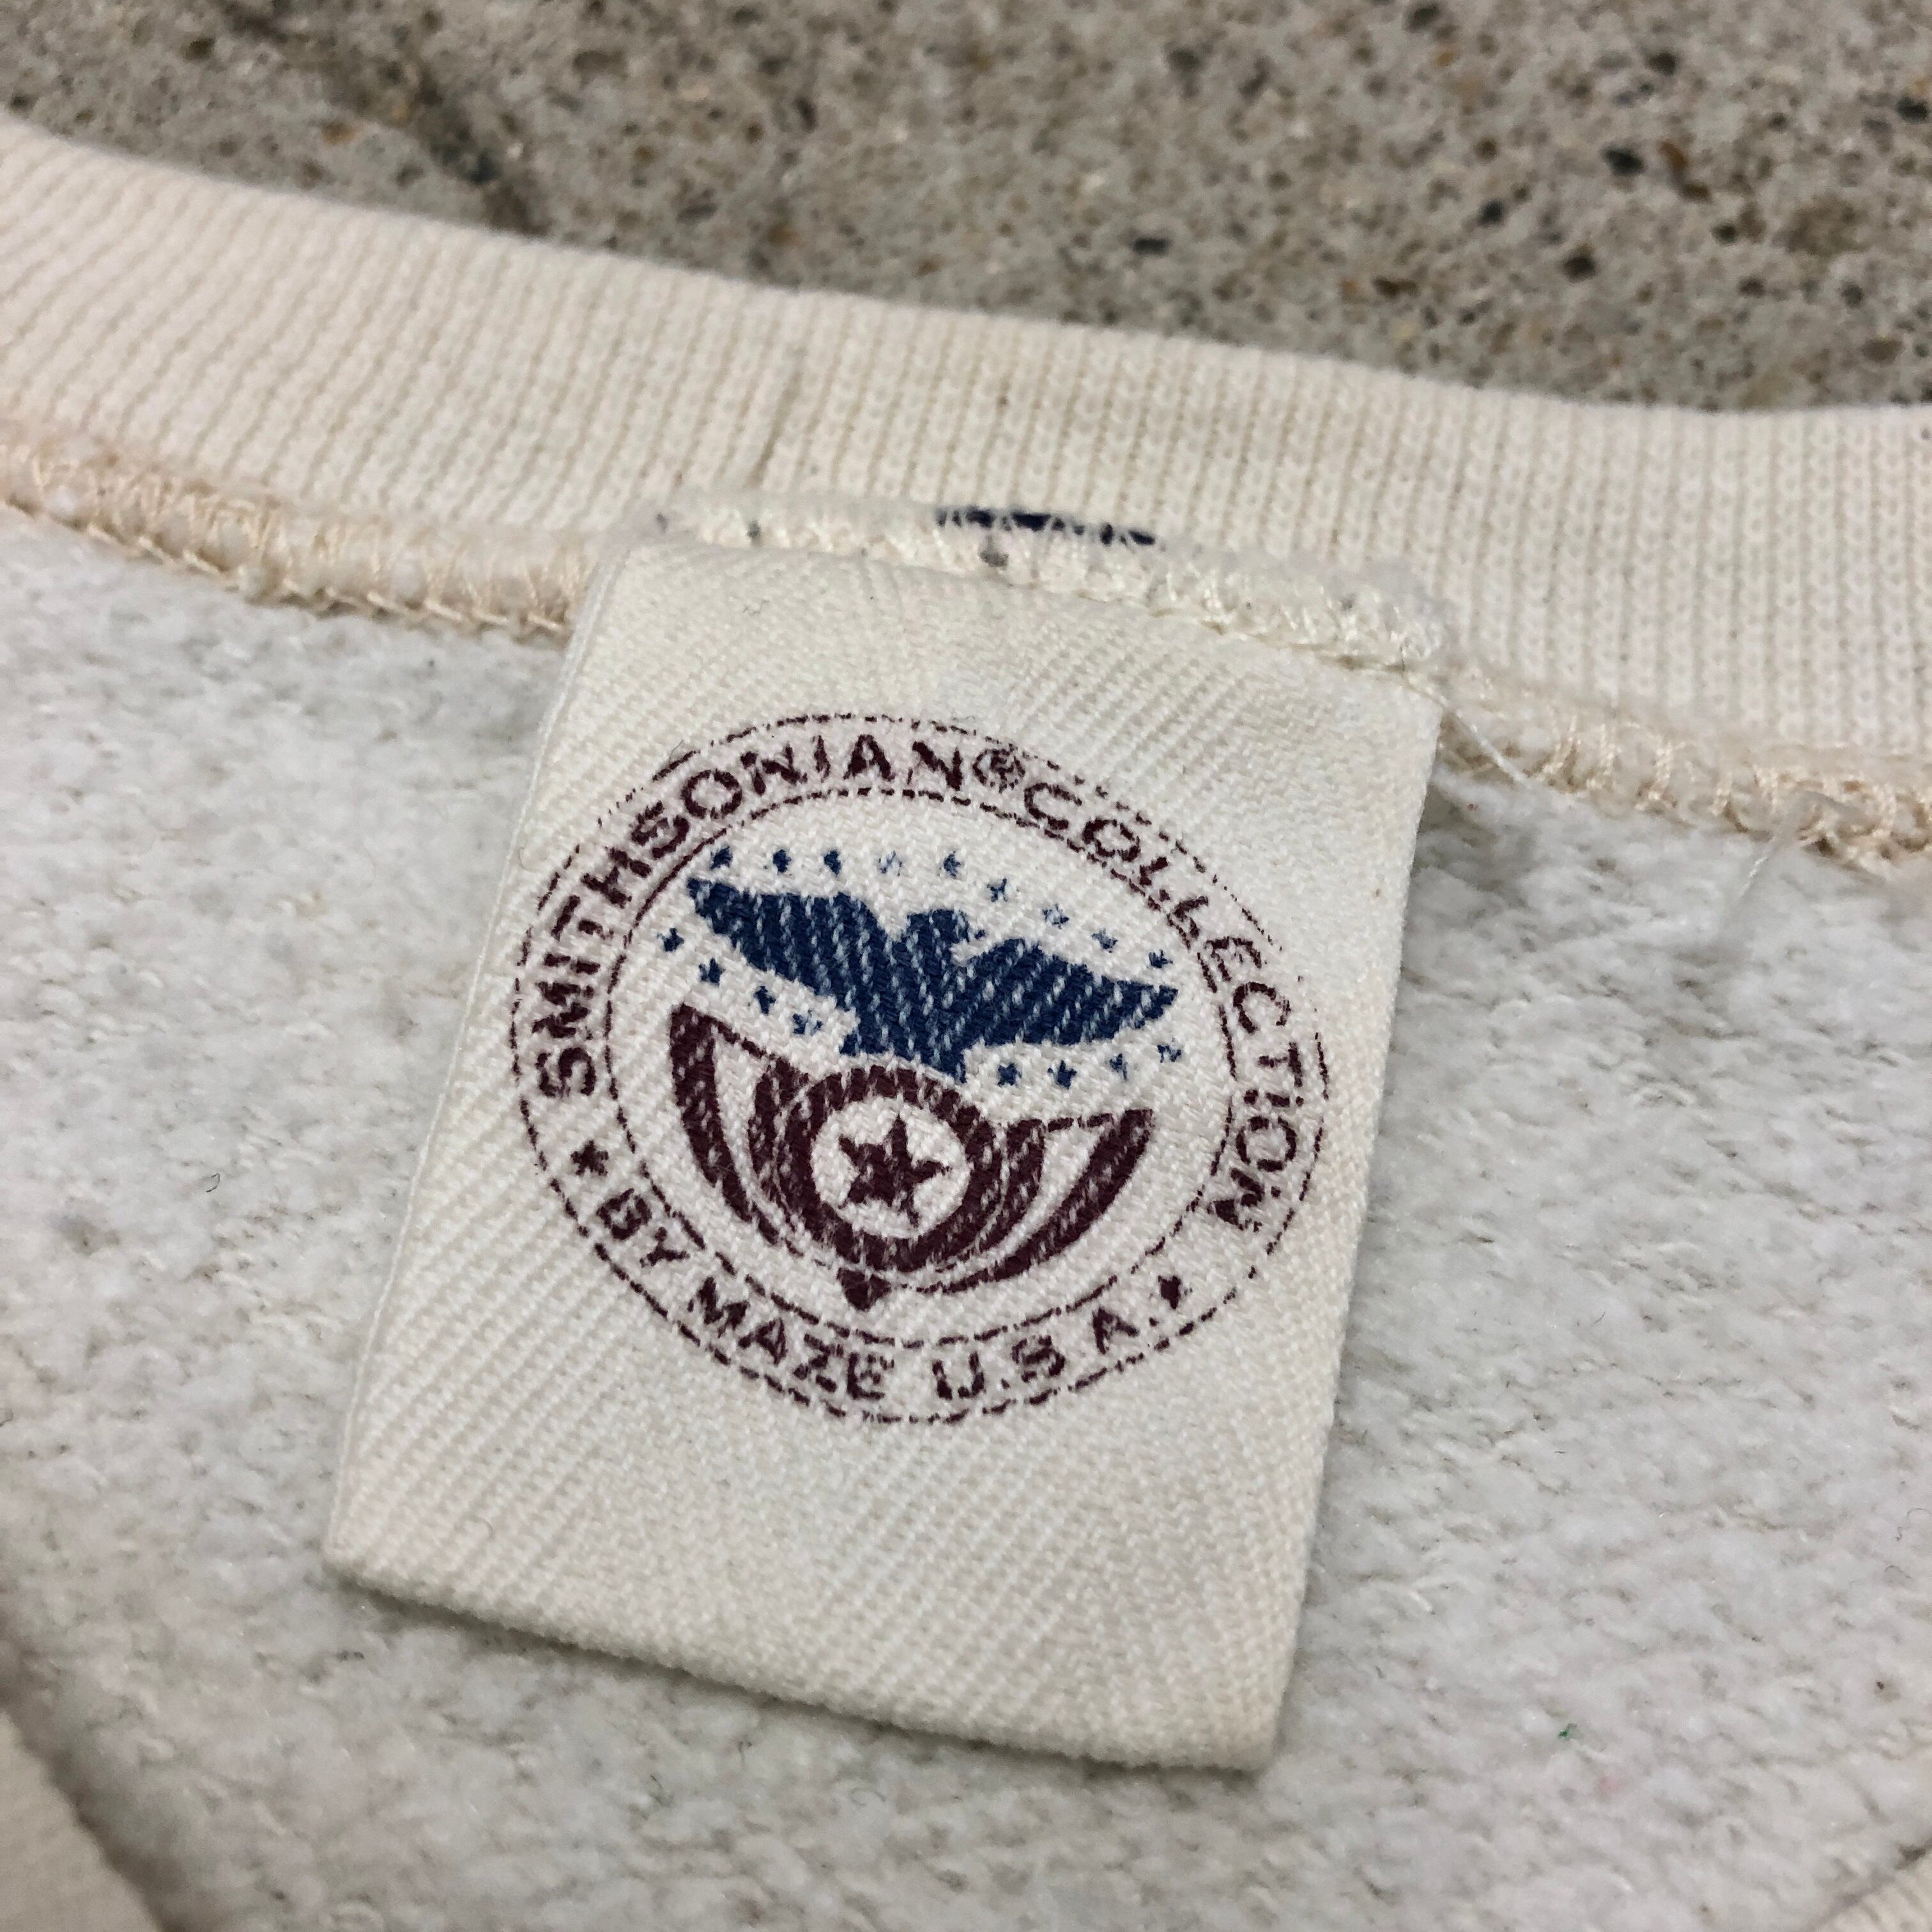 SMITHSONIAN® COLLECTION
* BY MAZE U.S.A. *